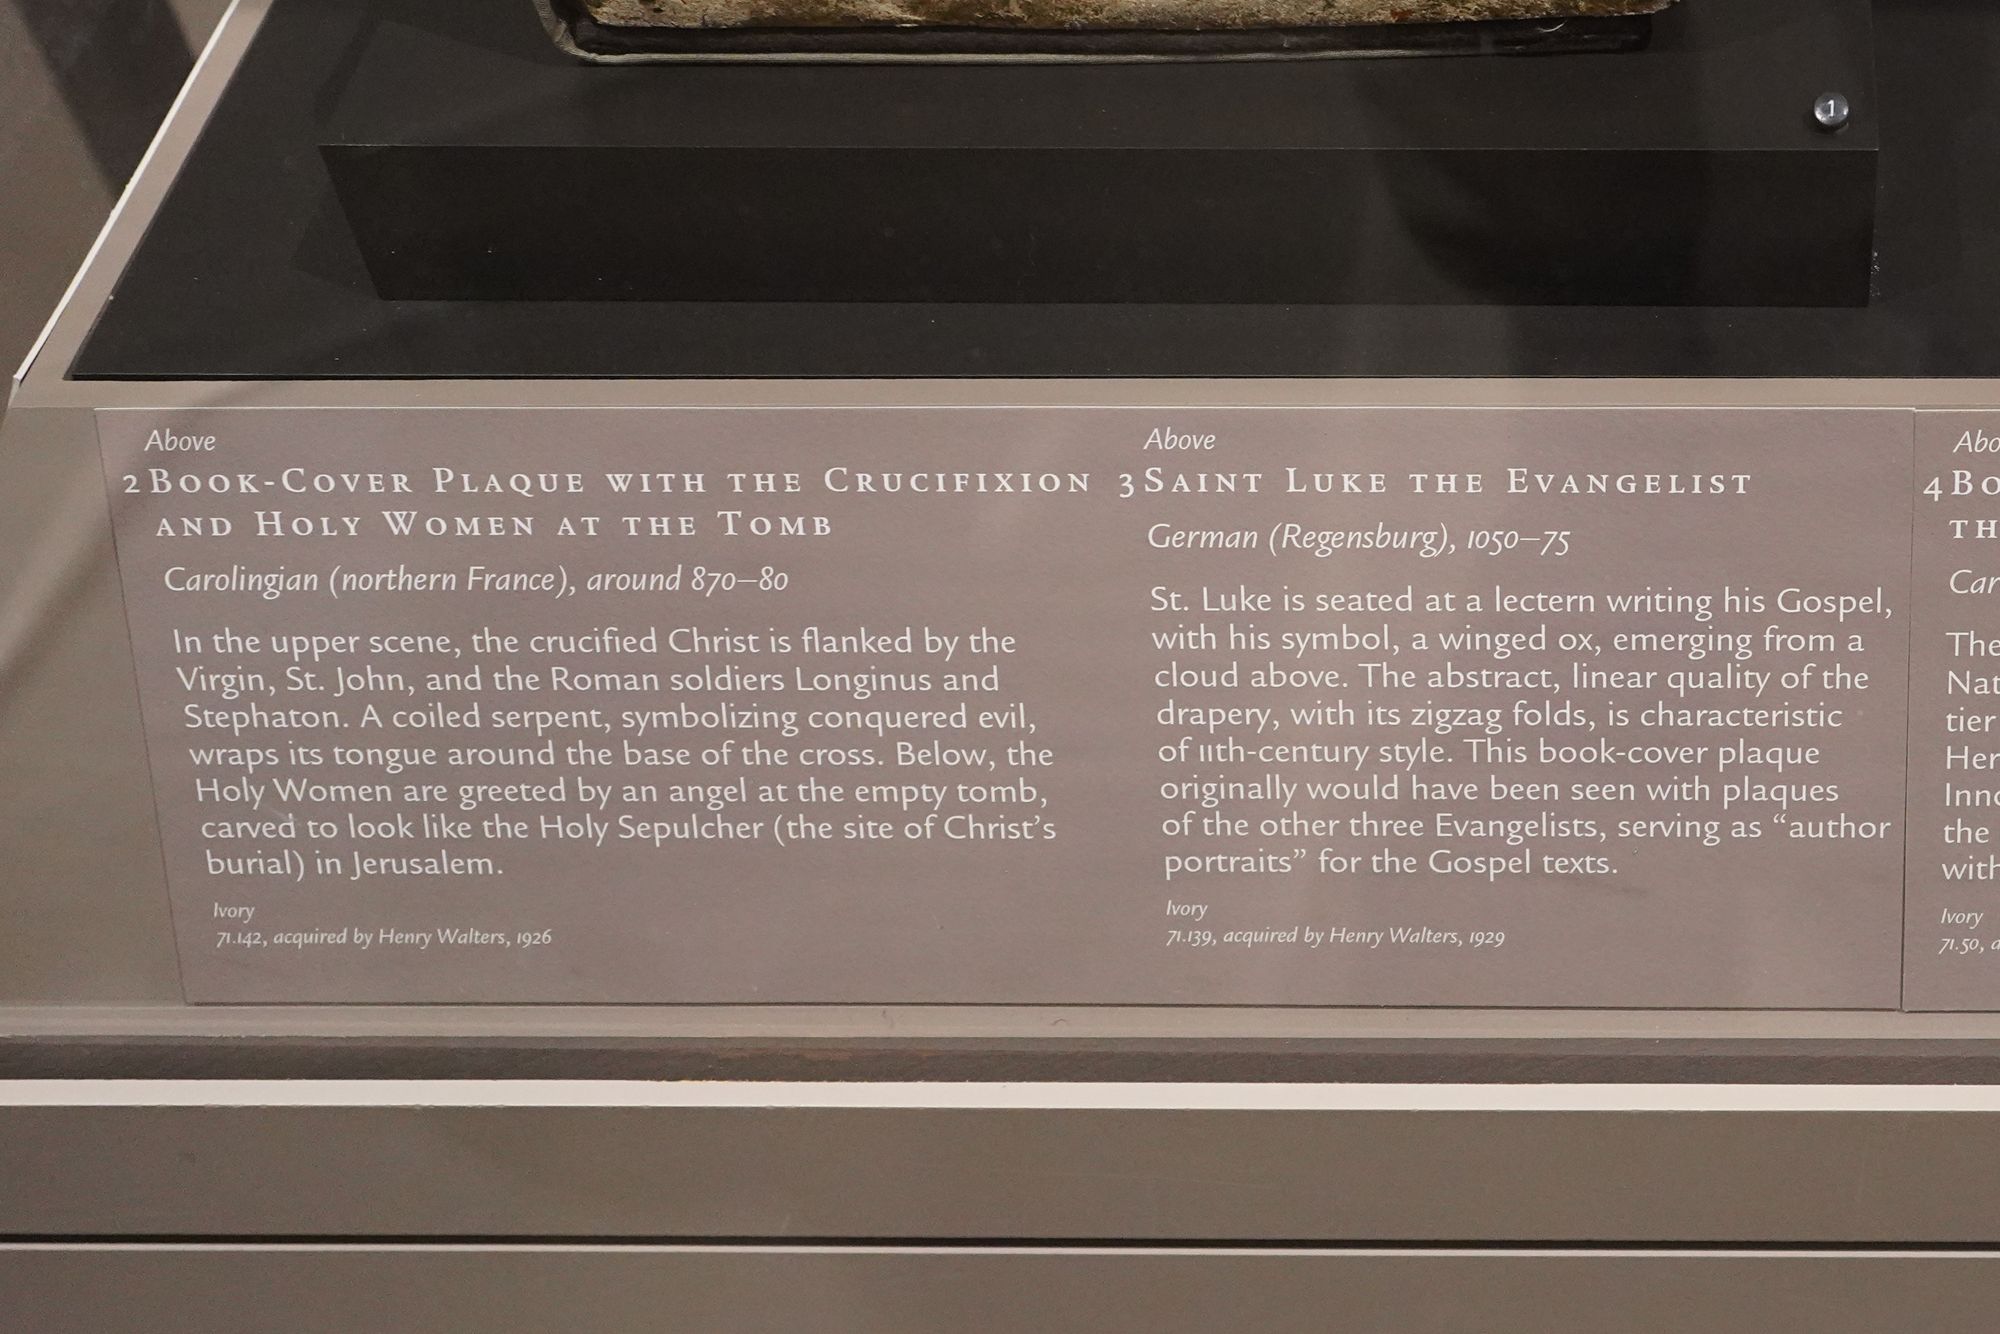 1
Above
2 Book-Cover Plaque with the Crucifixion
and Holy Women at the Tomb
Carolingian (northern France), around 870–80
In the upper scene, the crucified Christ is flanked by the
Virgin, St. John, and the Roman soldiers Longinus and
Stephaton. A coiled serpent, symbolizing conquered evil,
wraps its tongue around the base of the cross. Below, the
Holy Women are greeted by an angel at the empty tomb,
carved to look like the Holy Sepulcher (the site of Christ’s
burial) in Jerusalem.
Ivory
71.142, acquired by Henry Walters, 1926
Above
3 Saint Luke the Evangelist
German (Regensburg), 1050–75
St. Luke is seated at a lectern writing his Gospel,
with his symbol, a winged ox, emerging from a
cloud above. The abstract, linear quality of the
drapery, with its zigzag folds, is characteristic
of 11th-century style. This book-cover plaque
originally would have been seen with plaques
of the other three Evangelists, serving as “author
portraits” for the Gospel texts.
Ivory
71.139, acquired by Henry Walters, 1929
4
The
tier
the
with
Ivory
71.50,